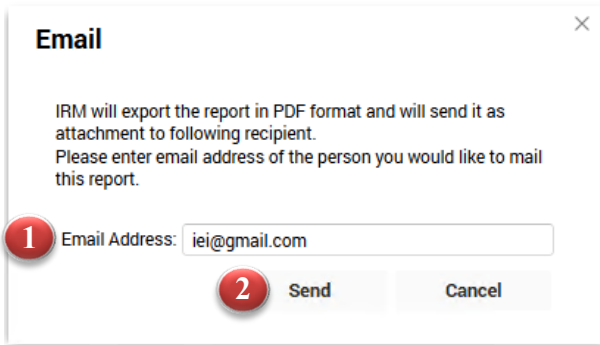 Email
IRM will export the report in PDF format and will send it as
attachment to following recipient.
Please enter email address of the person you would like to mail
this report.
1 Email Address: iei@gmail.com
2 Send Cancel